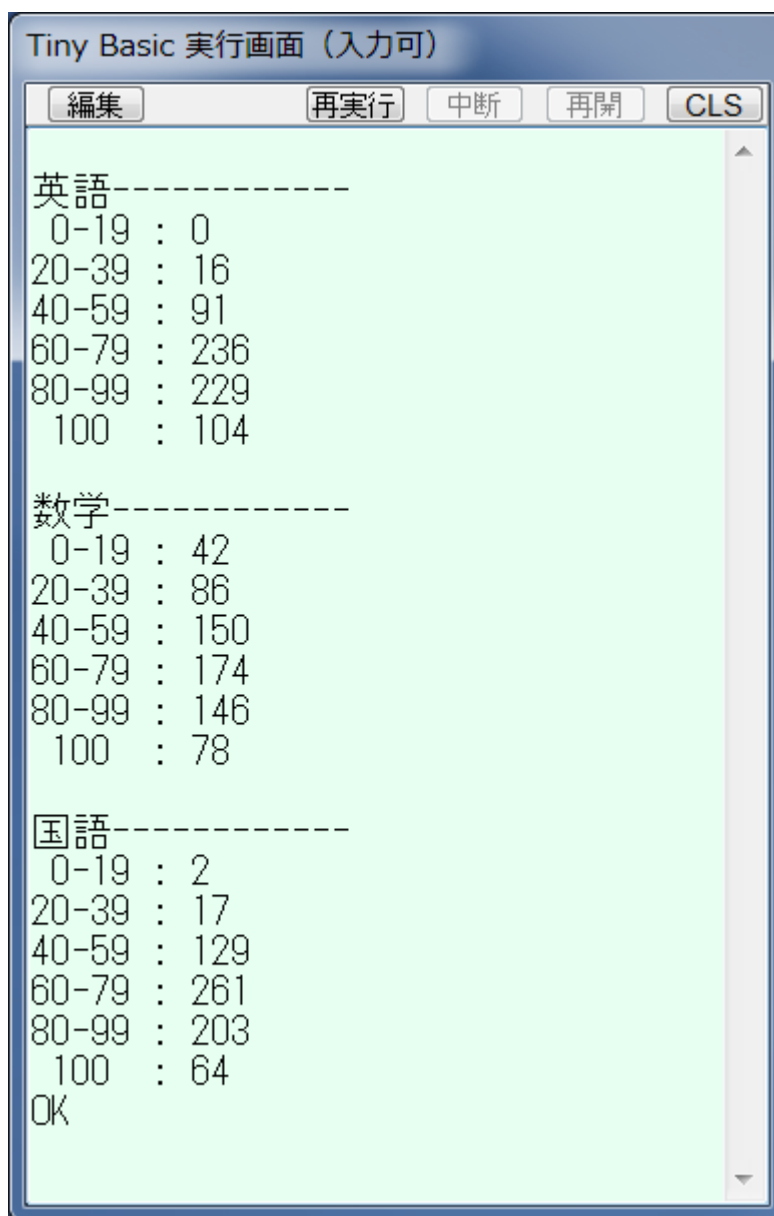 Tiny Basic 実行画面（入力可）
編集 再実行 中断 再開 CLS
英語------------
0-19 : 0
20-39 : 16
40-59 : 91
60-79 : 236
80-99 : 229
100 : 104
数学------------
0-19 : 42
20-39 : 86
40-59 : 150
60-79 : 174
80-99 : 146
100 : 78
国語------------
0-19 : 2
20-39 : 17
40-59 : 129
60-79 : 261
80-99 : 203
100 : 64
OK